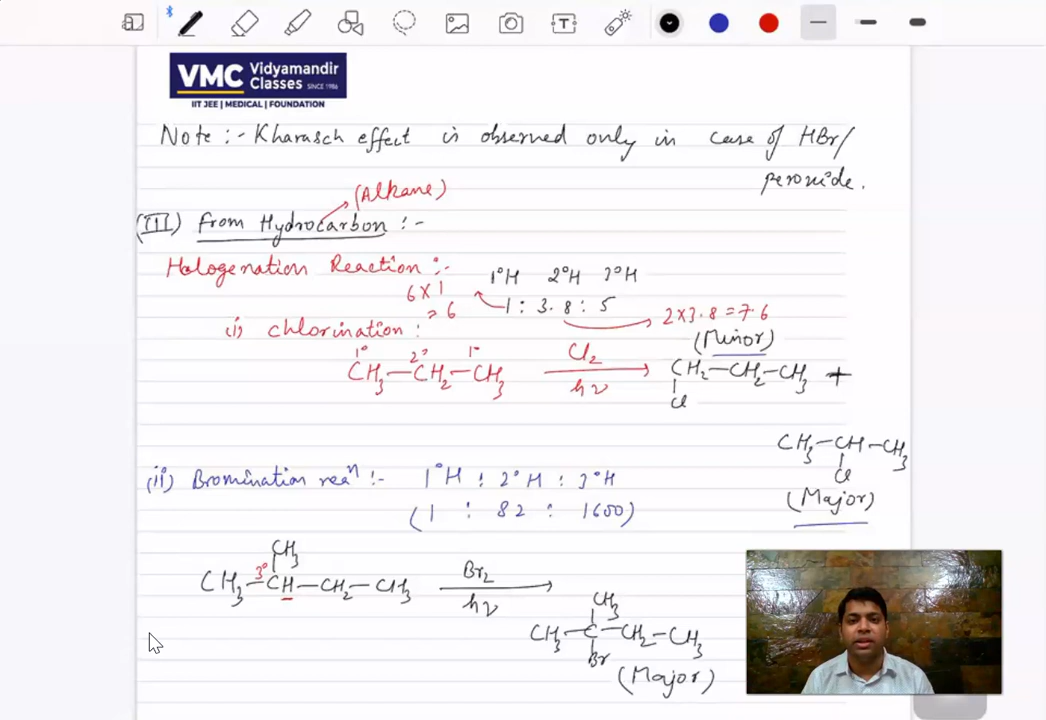 VMC Vidyamandir
Classes
SINCE 1986
IIT JEE | MEDICAL | FOUNDATION
Note :- Kharasch effect is observed only in case of HBr/
peroxide.
(Alkane)
(III) From Hydrocarbon :-
Halogenation Reaction :-
1°H 2°H 3°H
6×1
= 6
1 : 3.8 : 5
2×3.8 = 7.6
(i) chlorination :
(Minor)
1° 2° 1°
CH3—CH2—CH3 Cl2 hν CH2—CH2—CH3 +
Cl
CH3—CH—CH3
Cl
(Major)
(ii) Bromination reaⁿ :- 1°H : 2°H : 3°H
(1 : 82 : 1600)
CH3
3°
CH3—CH—CH2—CH3 Br2 hν
CH3
CH3—C—CH2—CH3
Br
(Major)